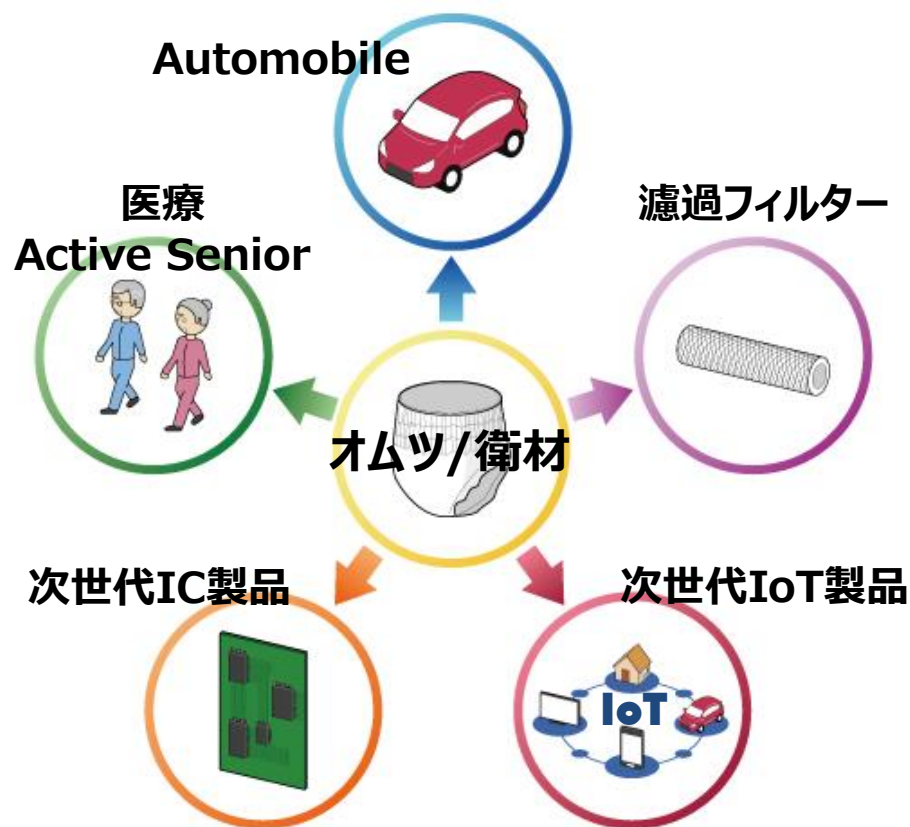 Automobile
医療
Active Senior
濾過フィルター
オムツ/衛材
次世代IC製品
次世代IoT製品
IoT